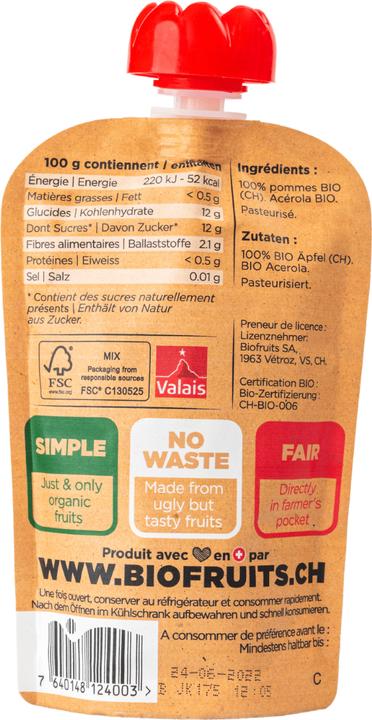 100 g contiennent / enthalten
Énergie | Energie 220 kJ - 52 kcal
Matières grasses | Fett < 0.5 g
Glucides | Kohlenhydrate 12 g
Dont Sucres* | Davon Zucker* 12 g
Fibres alimentaires | Ballaststoffe 2.1 g
Protéines | Eiweiss < 0.5 g
Sel | Salz 0.01 g
* Contient des sucres naturellement
présents | Enthält von Natur
aus Zucker.
Ingrédients :
100% pommes BIO
(CH). Acérola BIO.
Pasteurisé.
Zutaten :
100% BIO Äpfel (CH).
BIO Acerola.
Pasteurisiert.
Preneur de licence :
Lizenznehmer:
Biofruits SA,
1963 Vétroz, VS, CH.
Certification BIO :
Bio-Zertifizierung :
CH-BIO-006
FSC
www.fsc.org
MIX
Packaging from
responsible sources
FSC® C130525
Valais
SIMPLE
Just & only
organic
fruits
NO
WASTE
Made from
ugly but
tasty fruits
FAIR
Directly
in farmer's
pocket
Produit avec en par
WWW.BIOFRUITS.CH
Une fois ouvert, conserver au réfrigérateur et consommer rapidement.
Nach dem Öffnen im Kühlschrank aufbewahren und schnell konsumieren.
A consommer de préférence avant le :
Mindestens haltbar bis :
24-06-2022
B JK175 12:05
C
7 640148 124003 >